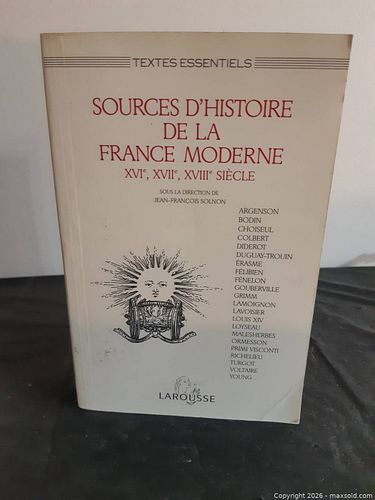 TEXTES ESSENTIELS
SOURCES D'HISTOIRE
DE LA
FRANCE MODERNE
XVIe, XVIIe, XVIIIe SIÈCLE
SOUS LA DIRECTION DE
JEAN-FRANÇOIS SOLNON
ARGENSON
BODIN
CHOISEUL
COLBERT
DIDEROT
DUGUAY-TROUIN
ÉRASME
FÉLIBIEN
FÉNELON
GOUBERVILLE
GRIMM
LAMOIGNON
LAVOISIER
LOUIS XIV
LOYSEAU
MALESHERBES
ORMESSON
PRIMI VISCONTI
RICHELIEU
TURGOT
VOLTAIRE
YOUNG
LAROUSSE
Copyright 2026 - maxsold.com